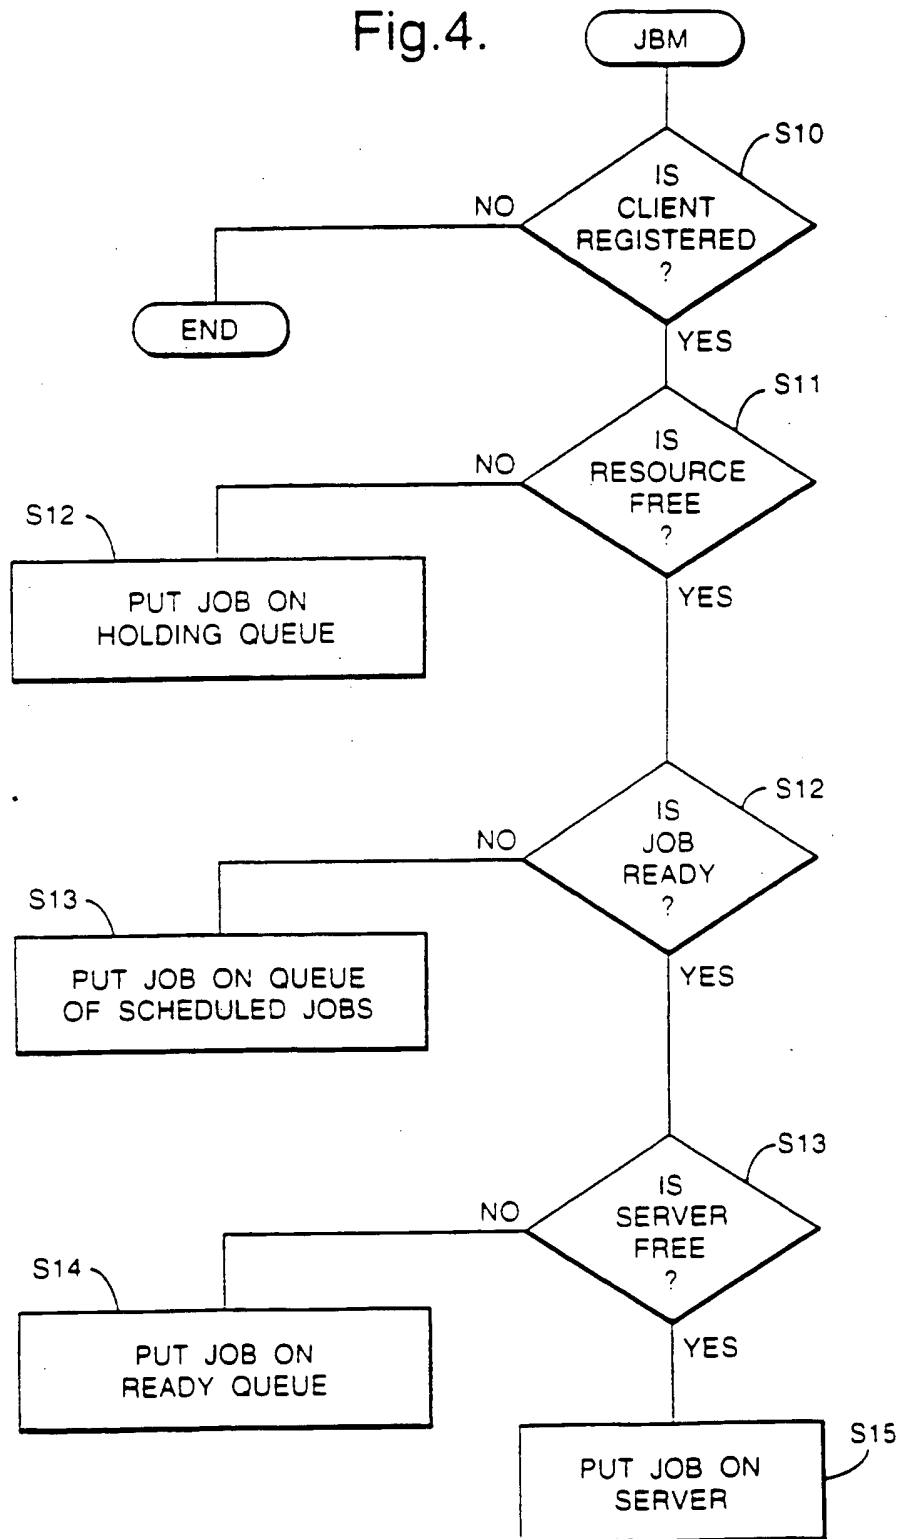 Fig.4.
JBM
S10
IS
CLIENT
REGISTERED
?
NO
END
YES
S11
IS
RESOURCE
FREE
?
NO
S12
PUT JOB ON
HOLDING QUEUE
YES
S12
IS
JOB
READY
?
NO
S13
PUT JOB ON QUEUE
OF SCHEDULED JOBS
YES
S13
IS
SERVER
FREE
?
NO
S14
PUT JOB ON
READY QUEUE
YES
S15
PUT JOB ON
SERVER